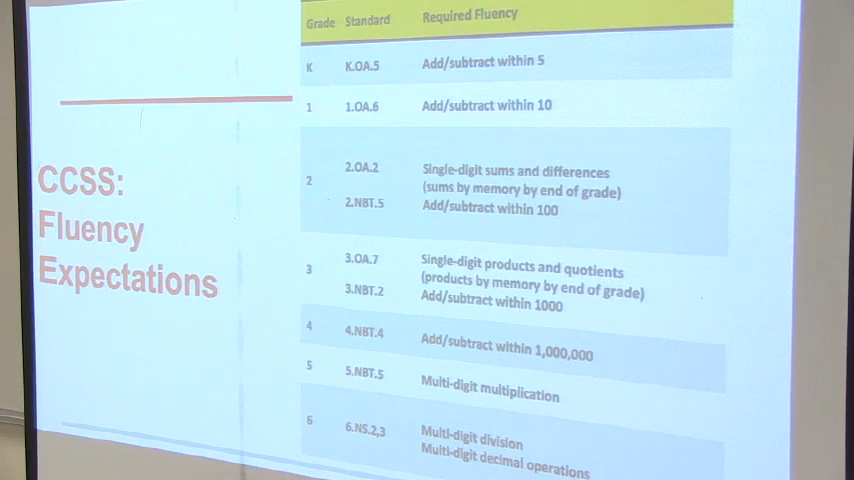 CCSS:
Fluency
Expectations
Grade Standard Required Fluency
K K.OA.5 Add/subtract within 5
1 1.OA.6 Add/subtract within 10
2 2.OA.2 Single-digit sums and differences
(sums by memory by end of grade)
2.NBT.5 Add/subtract within 100
3 3.OA.7 Single-digit products and quotients
(products by memory by end of grade)
3.NBT.2 Add/subtract within 1000
4 4.NBT.4 Add/subtract within 1,000,000
5 5.NBT.5 Multi-digit multiplication
6 6.NS.2,3 Multi-digit division
Multi-digit decimal operations